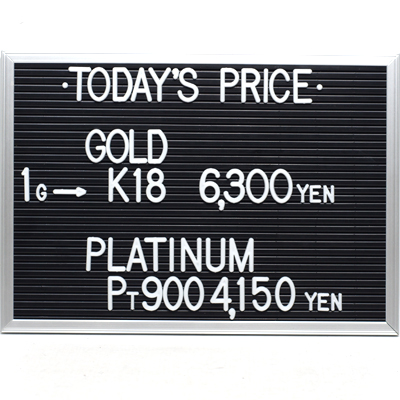 ·TODAY'S PRICE·
GOLD
1G→ K18 6,300 YEN
PLATINUM
PT900 4,150 YEN